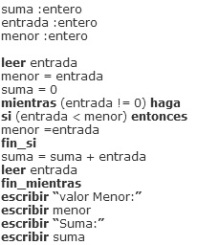 suma :entero
entrada :entero
menor :entero
leer entrada
menor = entrada
suma = 0
mientras (entrada != 0) haga
si (entrada < menor) entonces
menor =entrada
fin_si
suma = suma + entrada
leer entrada
fin_mientras
escribir “valor Menor:”
escribir menor
escribir “Suma:”
escribir suma